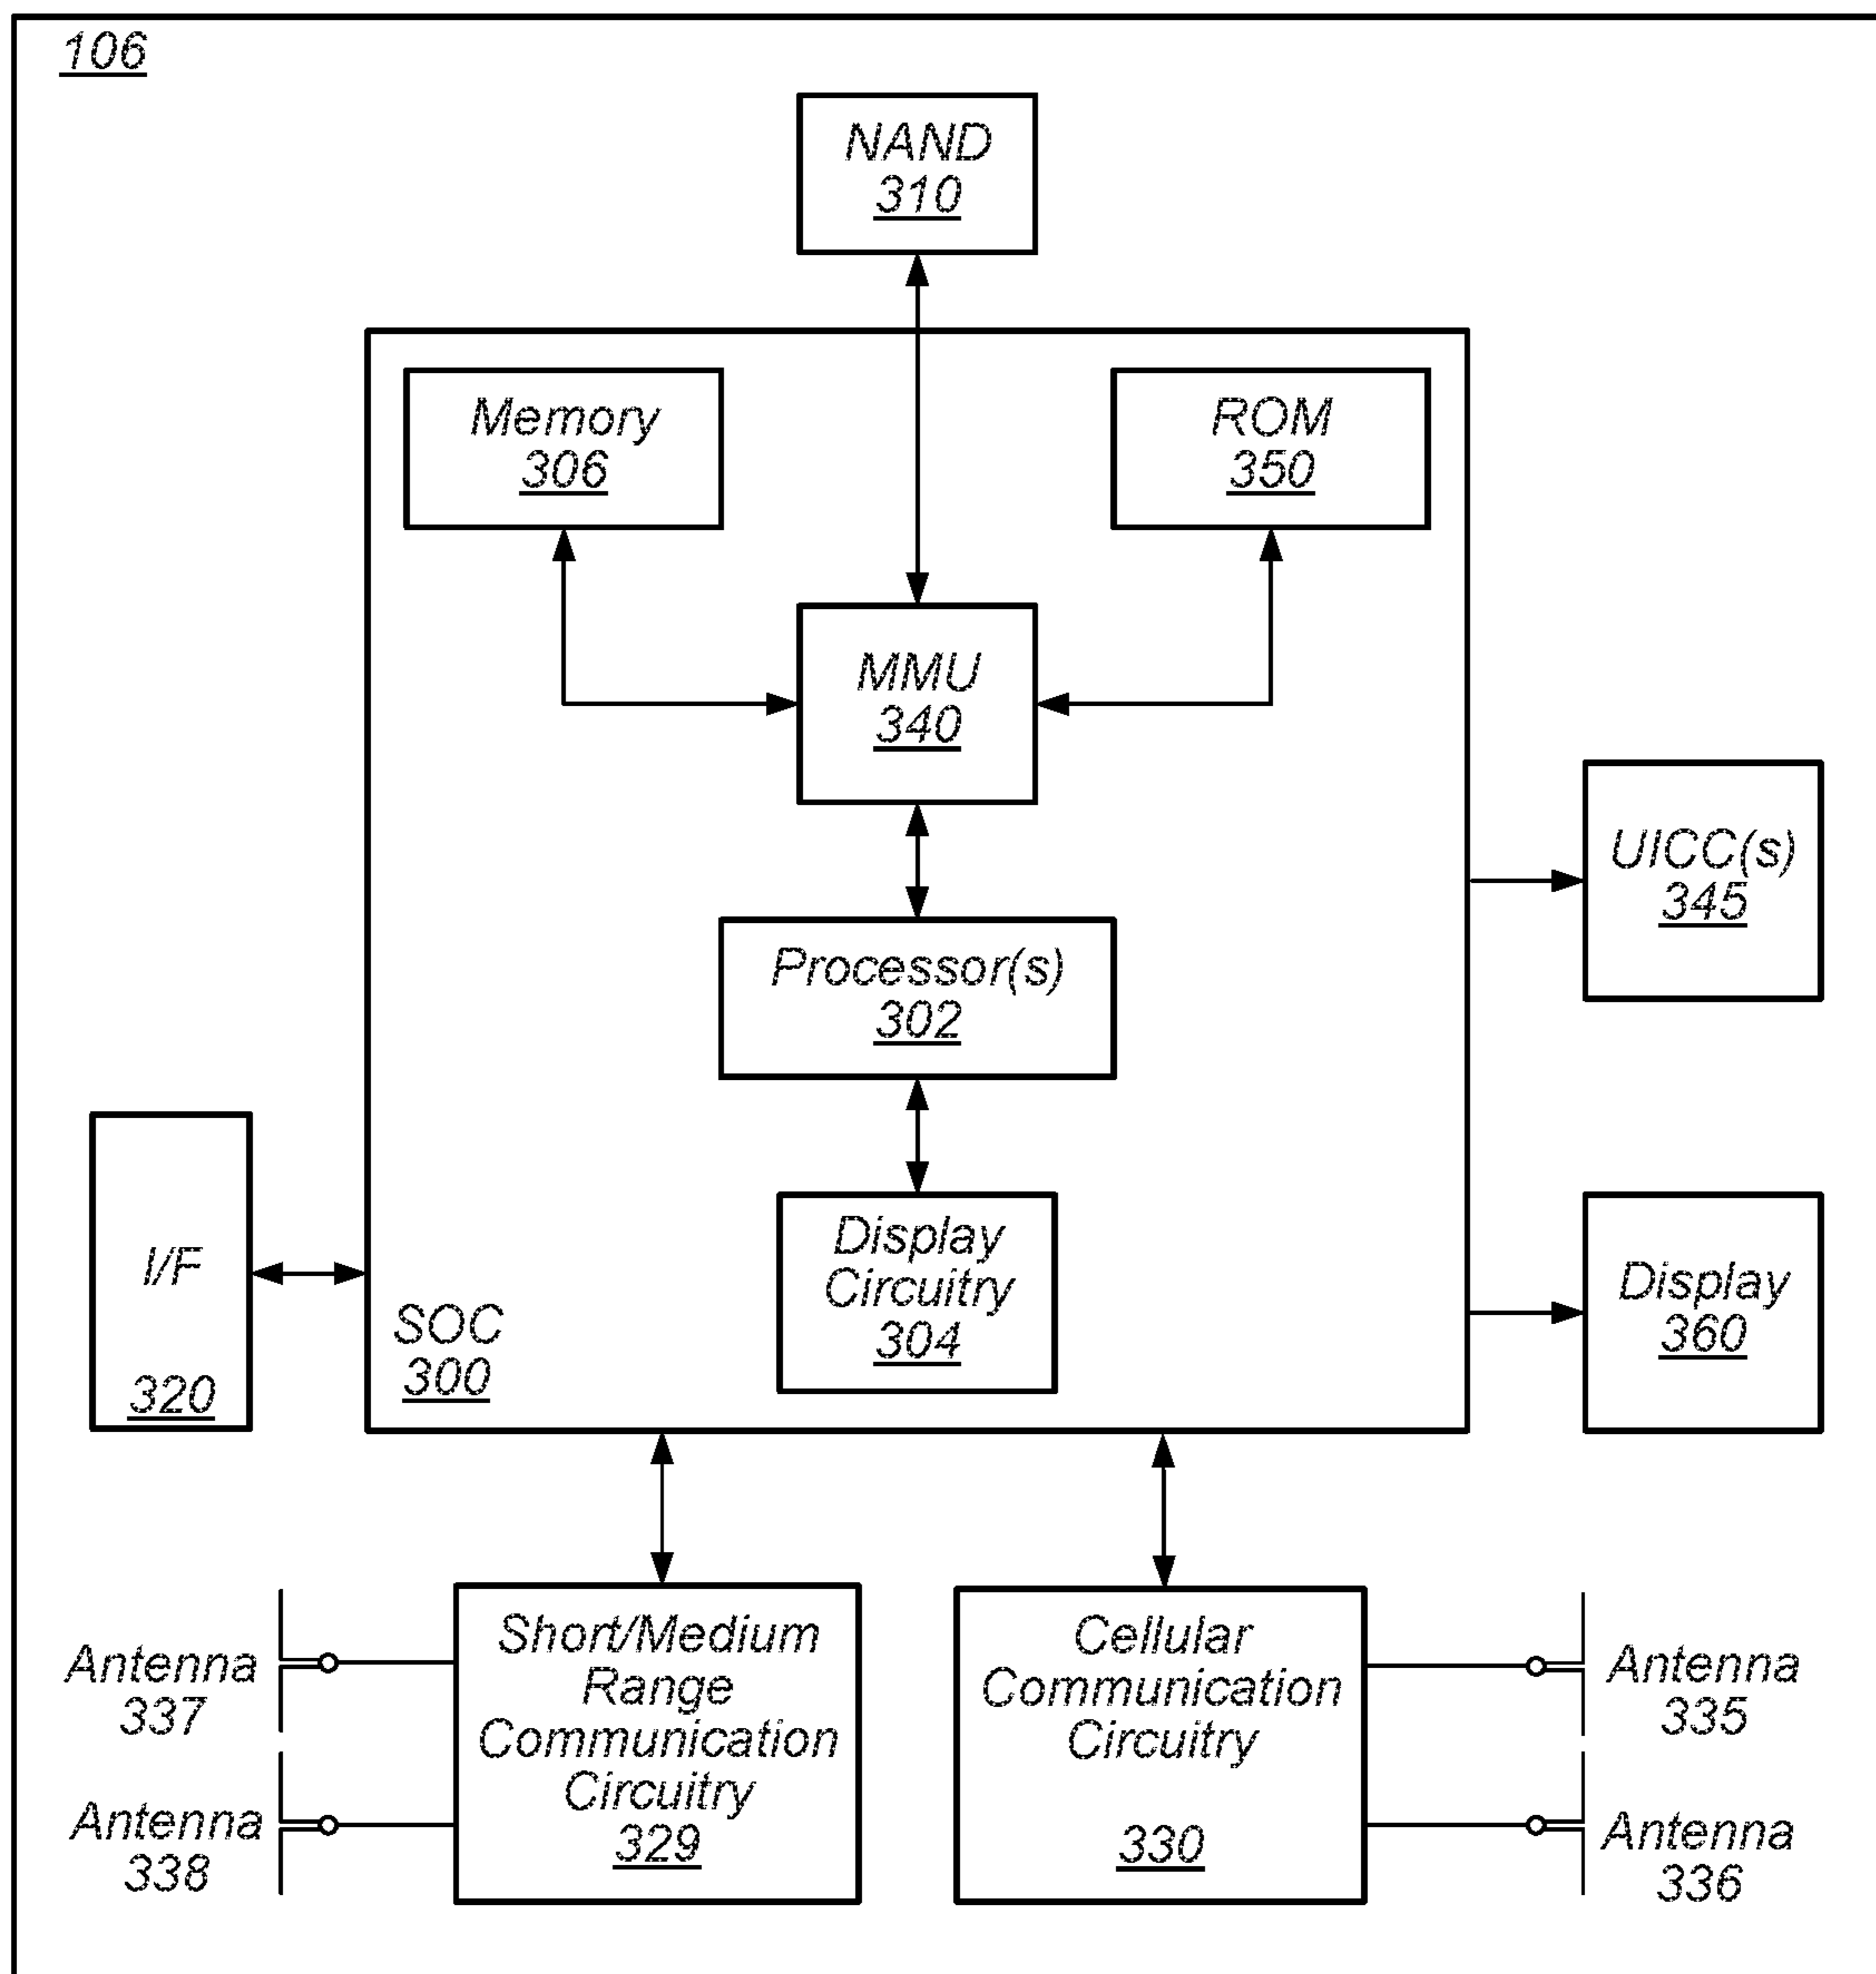 106
NAND
310
Memory
306
ROM
350
MMU
340
UICC(s)
345
Processor(s)
302
I/F
320
Display
Circuitry
304
SOC
300
Display
360
Antenna
337
Antenna
338
Short/Medium
Range
Communication
Circuitry
329
Cellular
Communication
Circuitry
330
Antenna
335
Antenna
336